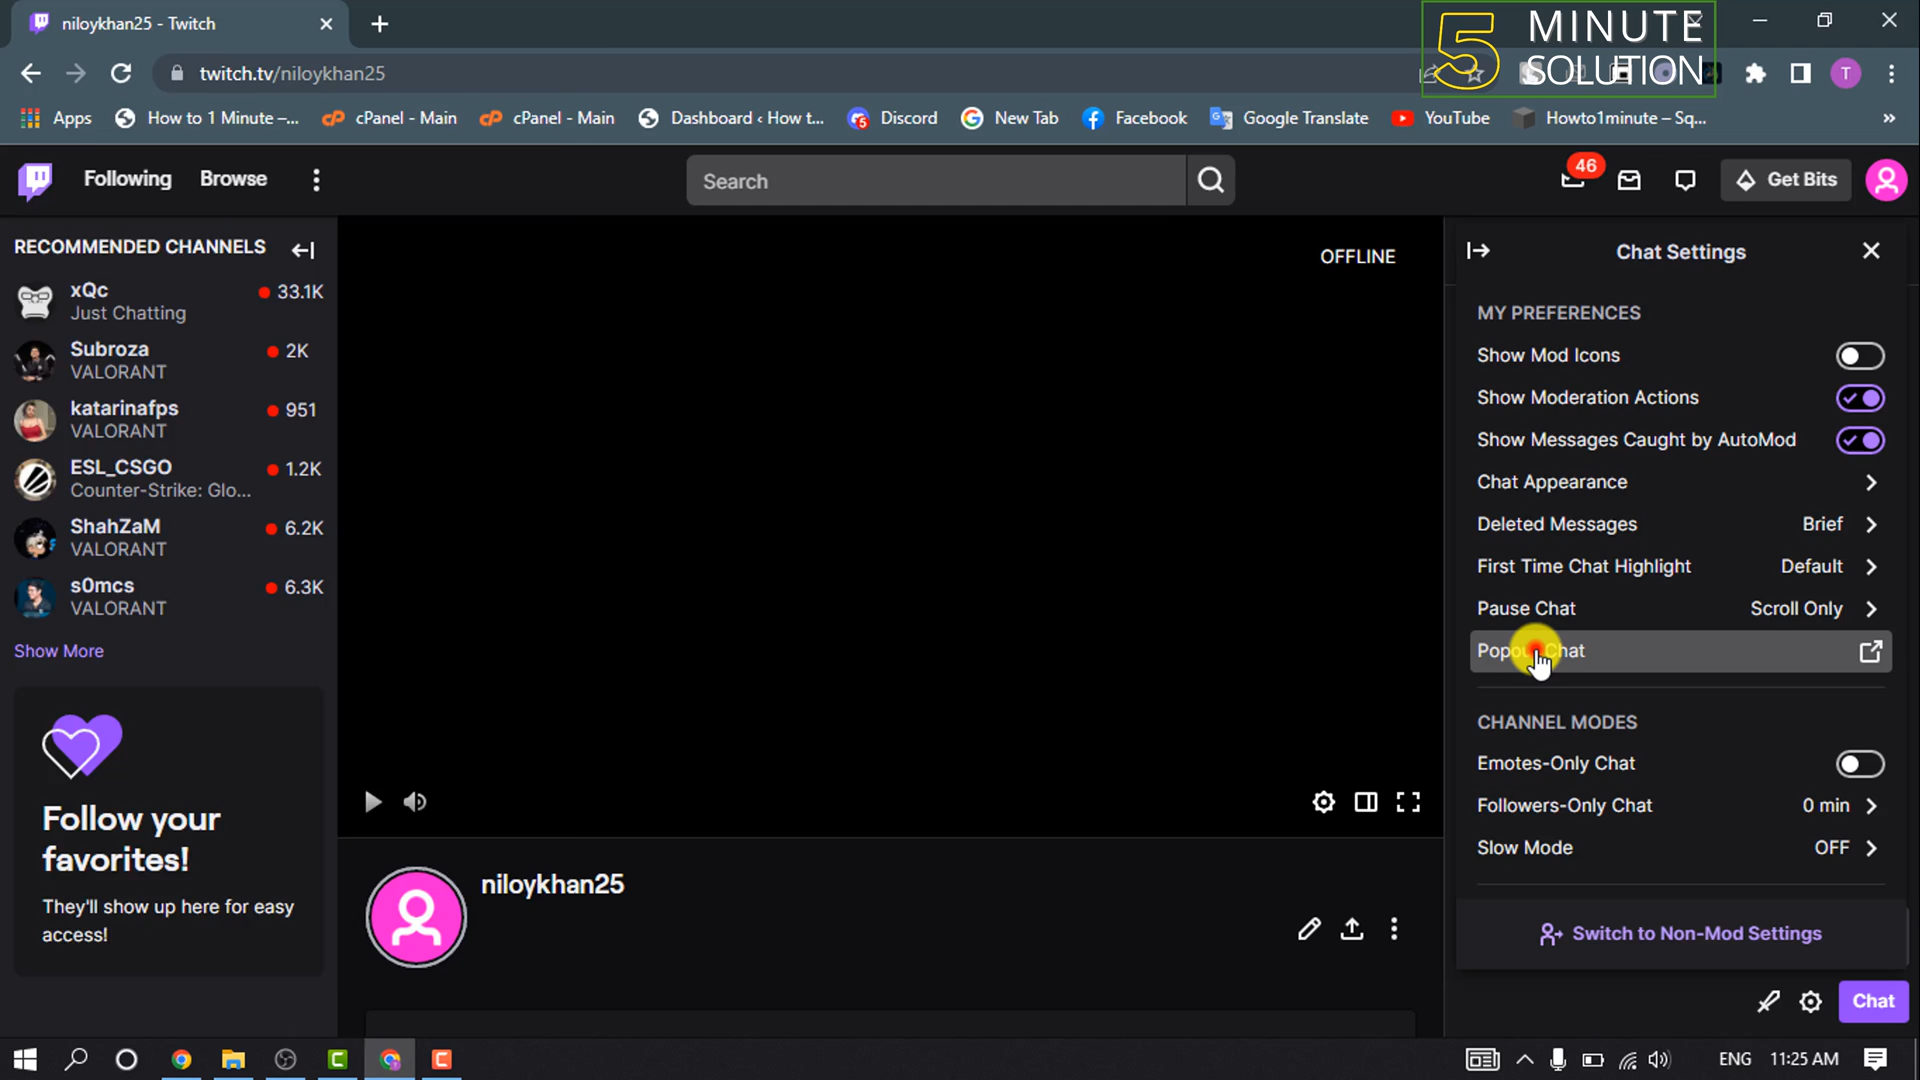 niloykhan25 - Twitch
5 MINUTE
SOLUTION
twitch.tv/niloykhan25
T
Apps
How to 1 Minute –...
cPanel - Main
cPanel - Main
Dashboard ‹ How t...
Discord
New Tab
Facebook
Google Translate
YouTube
Howto1minute – Sq...
»
Following
Browse
Search
46
Get Bits
RECOMMENDED CHANNELS
xQc
33.1K
Just Chatting
Subroza
2K
VALORANT
katarinafps
951
VALORANT
ESL_CSGO
1.2K
Counter-Strike: Glo...
ShahZaM
6.2K
VALORANT
s0mcs
6.3K
VALORANT
Show More
Follow your
favorites!
They'll show up here for easy
access!
OFFLINE
niloykhan25
Chat Settings
MY PREFERENCES
Show Mod Icons
Show Moderation Actions
Show Messages Caught by AutoMod
Chat Appearance
Deleted Messages
Brief
First Time Chat Highlight
Default
Pause Chat
Scroll Only
Popout Chat
CHANNEL MODES
Emotes-Only Chat
Followers-Only Chat
0 min
Slow Mode
OFF
Switch to Non-Mod Settings
Chat
ENG
11:25 AM